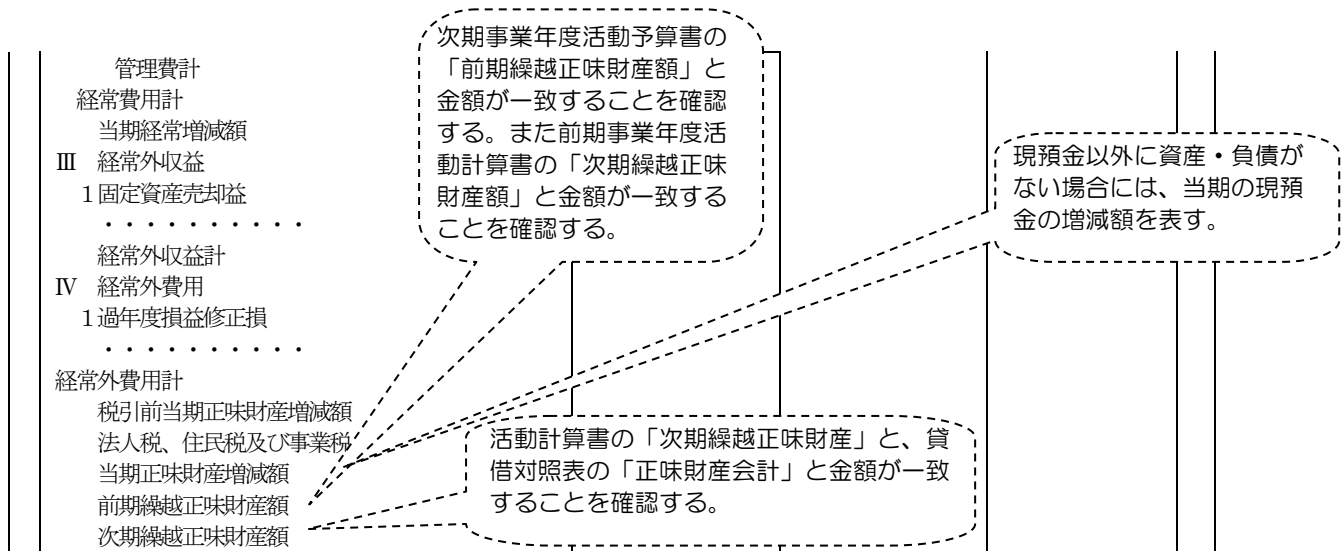 管理費計
経常費用計
当期経常増減額
Ⅲ 経常外収益
1固定資産売却益
・・・・・・・・・・
経常外収益計
Ⅳ 経常外費用
1過年度損益修正損
・・・・・・・・・・
経常外費用計
税引前当期正味財産増減額
法人税、住民税及び事業税
当期正味財産増減額
前期繰越正味財産額
次期繰越正味財産額
次期事業年度活動予算書の
「前期繰越正味財産額」と
金額が一致することを確認
する。また前期事業年度活
動計算書の「次期繰越正味
財産額」と金額が一致する
ことを確認する。
現預金以外に資産・負債が
ない場合には、当期の現預
金の増減額を表す。
活動計算書の「次期繰越正味財産」と、貸
借対照表の「正味財産会計」と金額が一致
することを確認する。